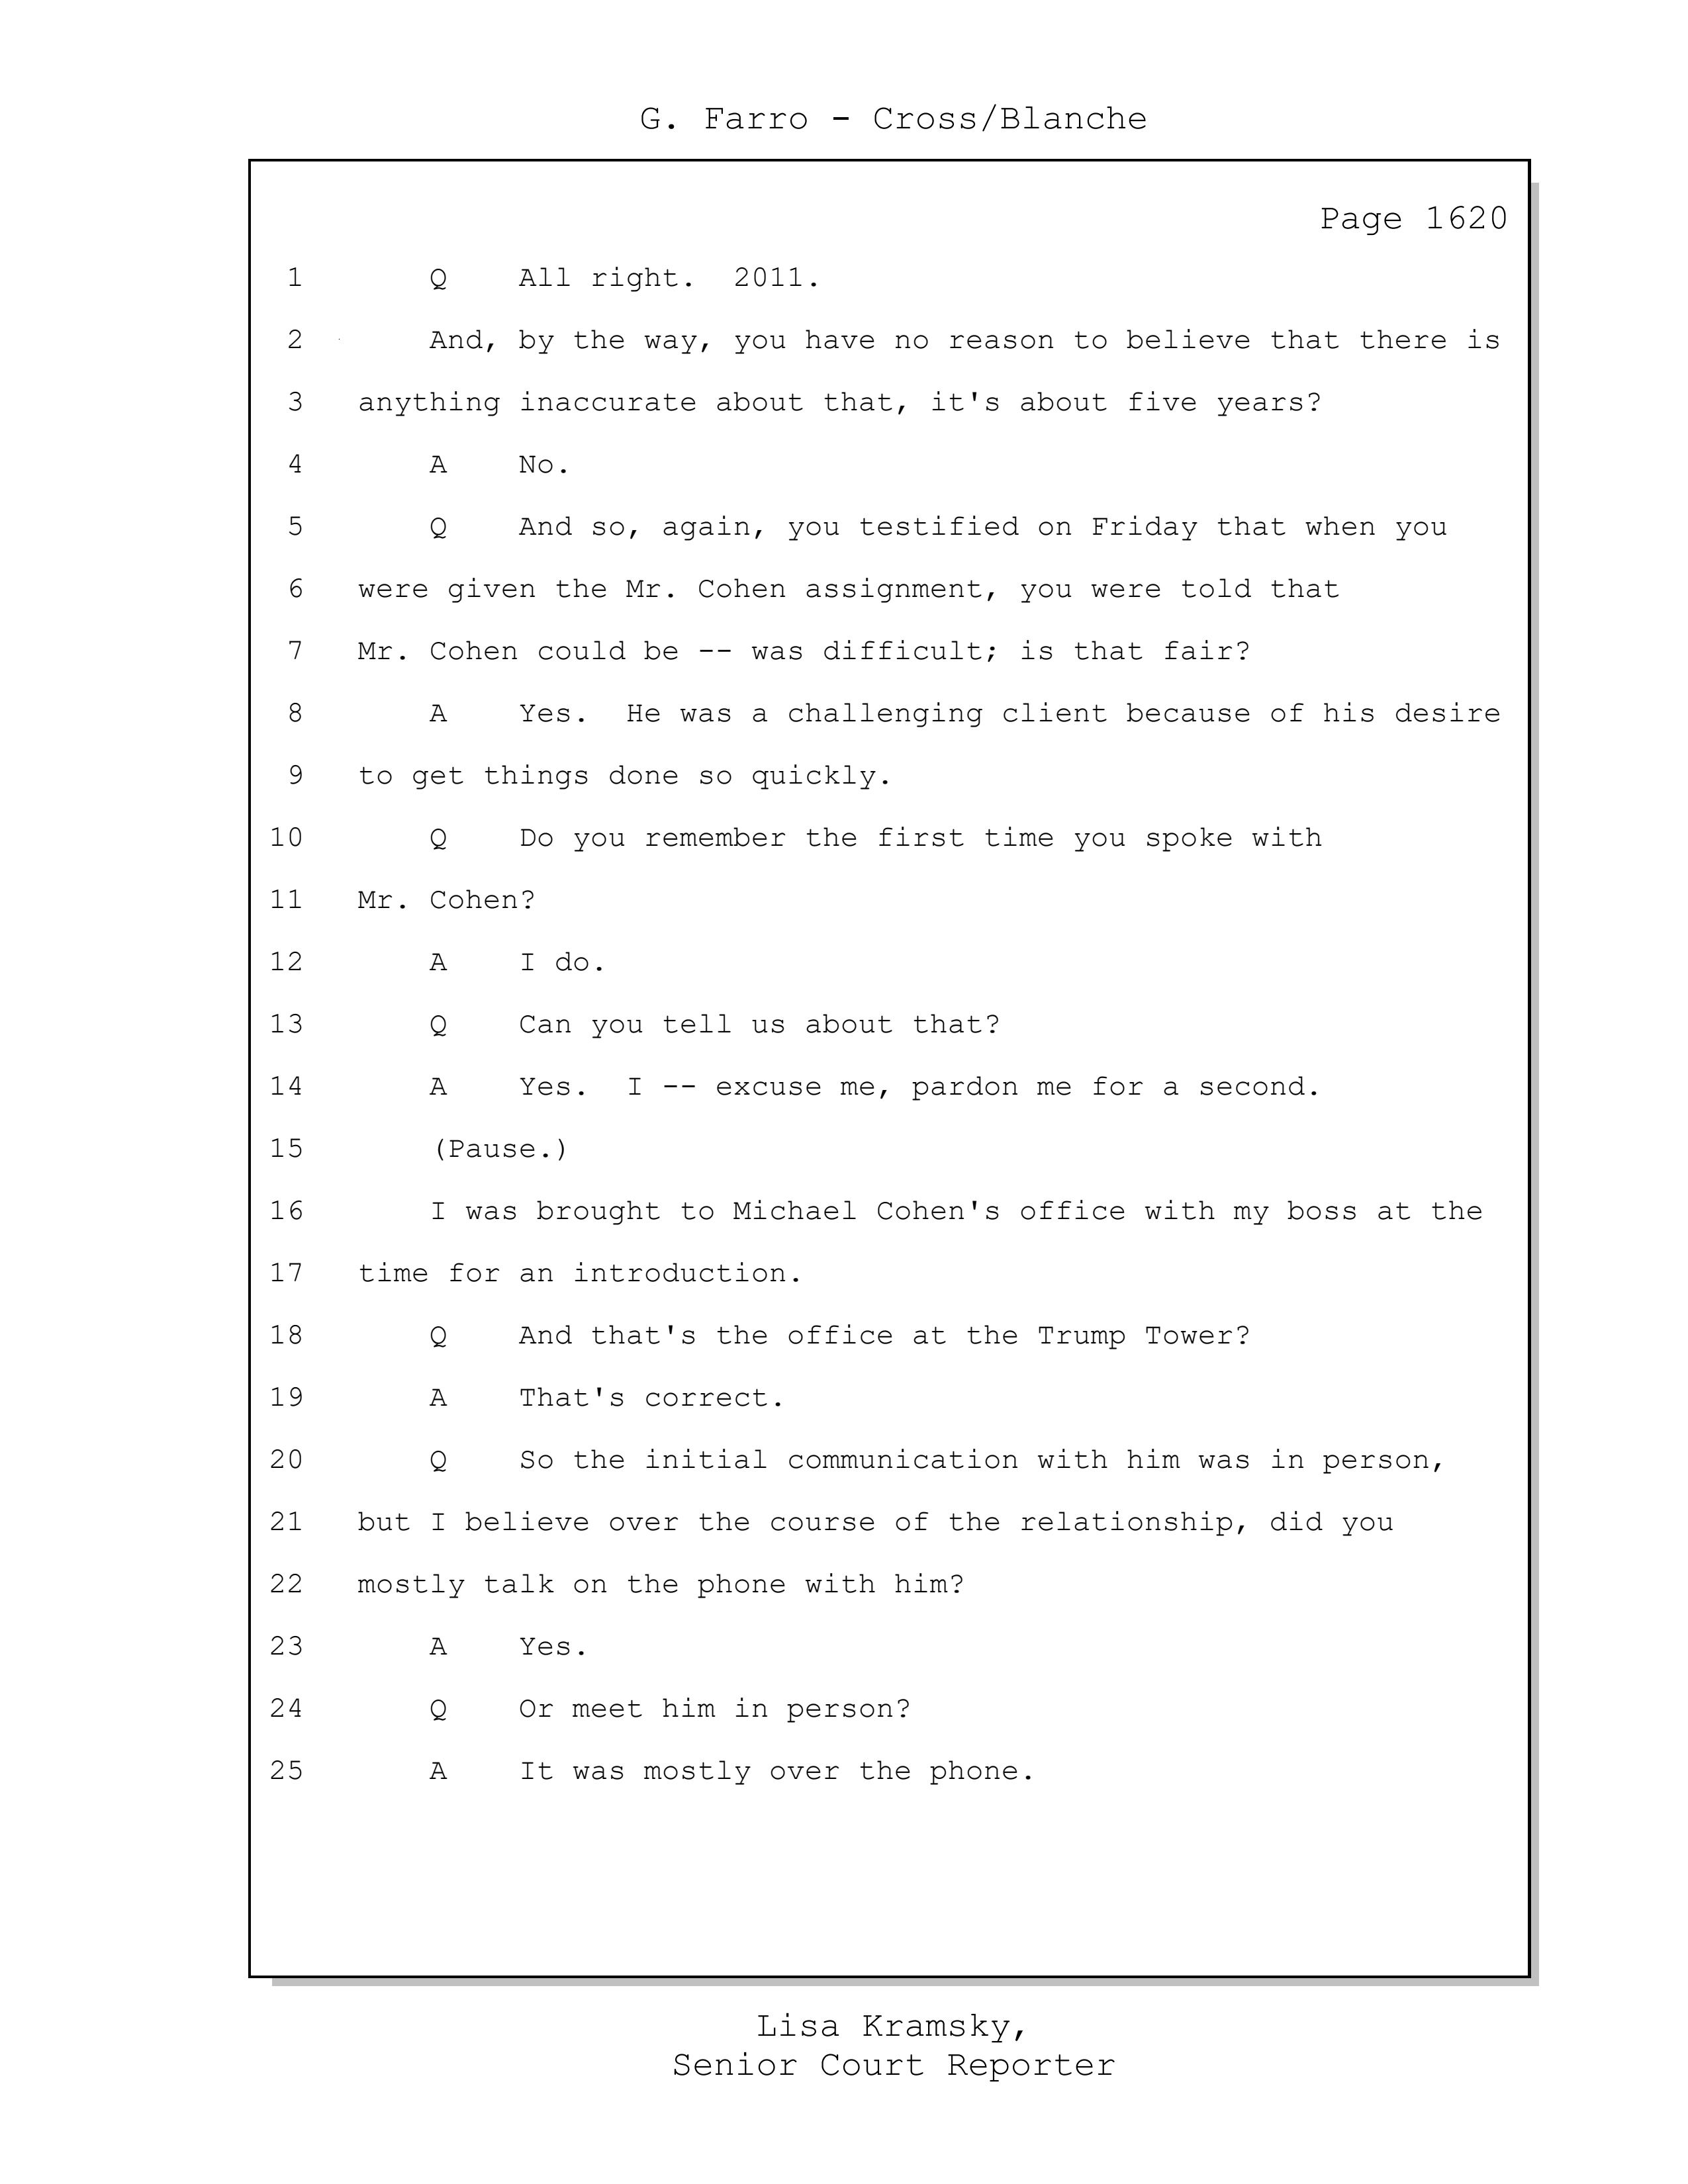 G. Farro - Cross/Blanche
Page 1620
1 Q All right. 2011.
2 And, by the way, you have no reason to believe that there is
3 anything inaccurate about that, it's about five years?
4 A No.
5 Q And so, again, you testified on Friday that when you
6 were given the Mr. Cohen assignment, you were told that
7 Mr. Cohen could be -- was difficult; is that fair?
8 A Yes. He was a challenging client because of his desire
9 to get things done so quickly.
10 Q Do you remember the first time you spoke with
11 Mr. Cohen?
12 A I do.
13 Q Can you tell us about that?
14 A Yes. I -- excuse me, pardon me for a second.
15 (Pause.)
16 I was brought to Michael Cohen's office with my boss at the
17 time for an introduction.
18 Q And that's the office at the Trump Tower?
19 A That's correct.
20 Q So the initial communication with him was in person,
21 but I believe over the course of the relationship, did you
22 mostly talk on the phone with him?
23 A Yes.
24 Q Or meet him in person?
25 A It was mostly over the phone.
Lisa Kramsky,
Senior Court Reporter